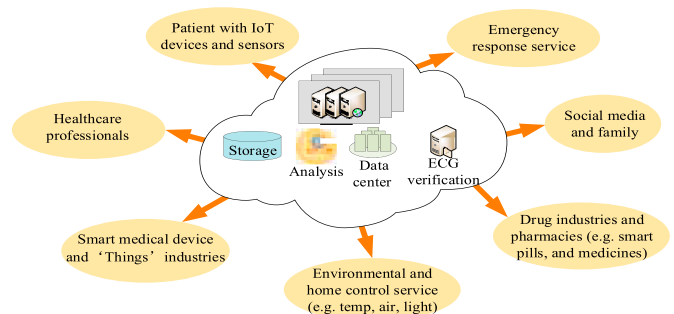 Patient with IoT
devices and sensors
Emergency
response service
Healthcare
professionals
Social media
and family
Storage
Analysis
Data
center
ECG
verification
Smart medical device
and ‘Things’ industries
Environmental and
home control service
(e.g. temp, air, light)
Drug industries and
pharmacies (e.g. smart
pills, and medicines)